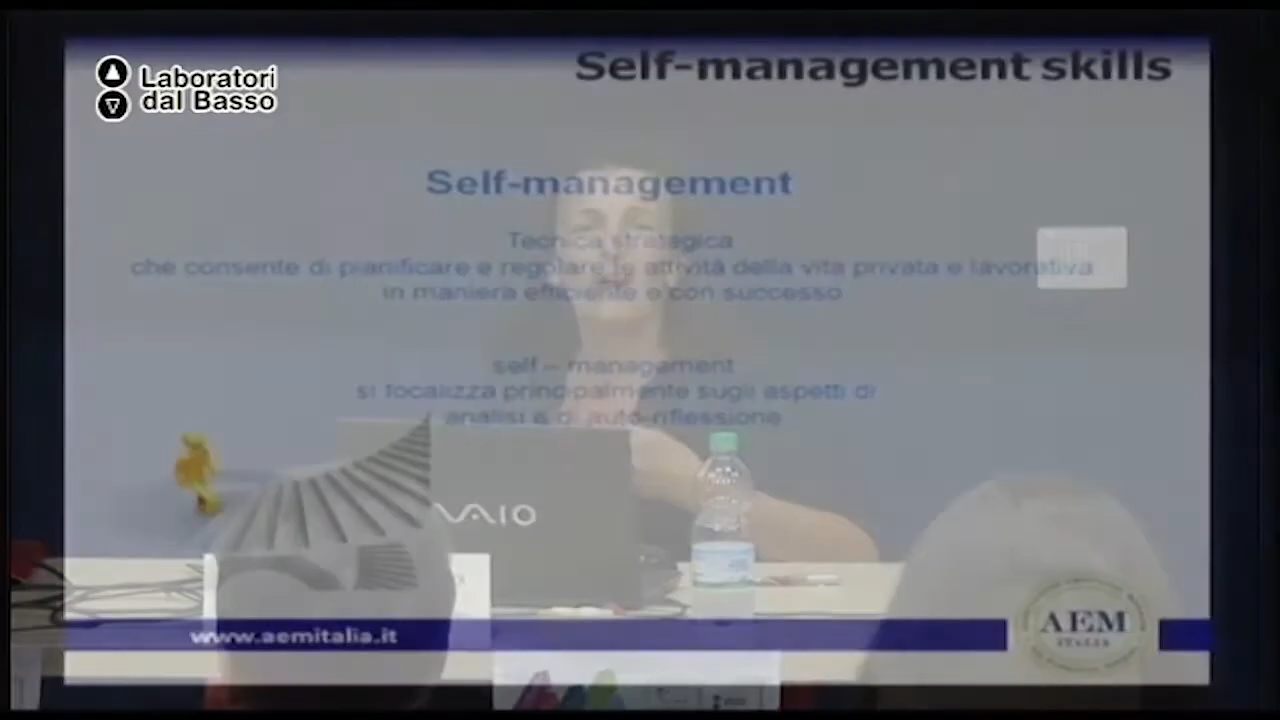 Laboratori
dal Basso
Self-management skills
Self-management
Tecnica strategica
che consente di pianificare e regolare le attività della vita privata e lavorativa
in maniera efficiente e con successo
self – management
si focalizza principalmente sugli aspetti di
analisi & di auto-riflessione
VAIO
www.aemitalia.it
AEM
ITALIA